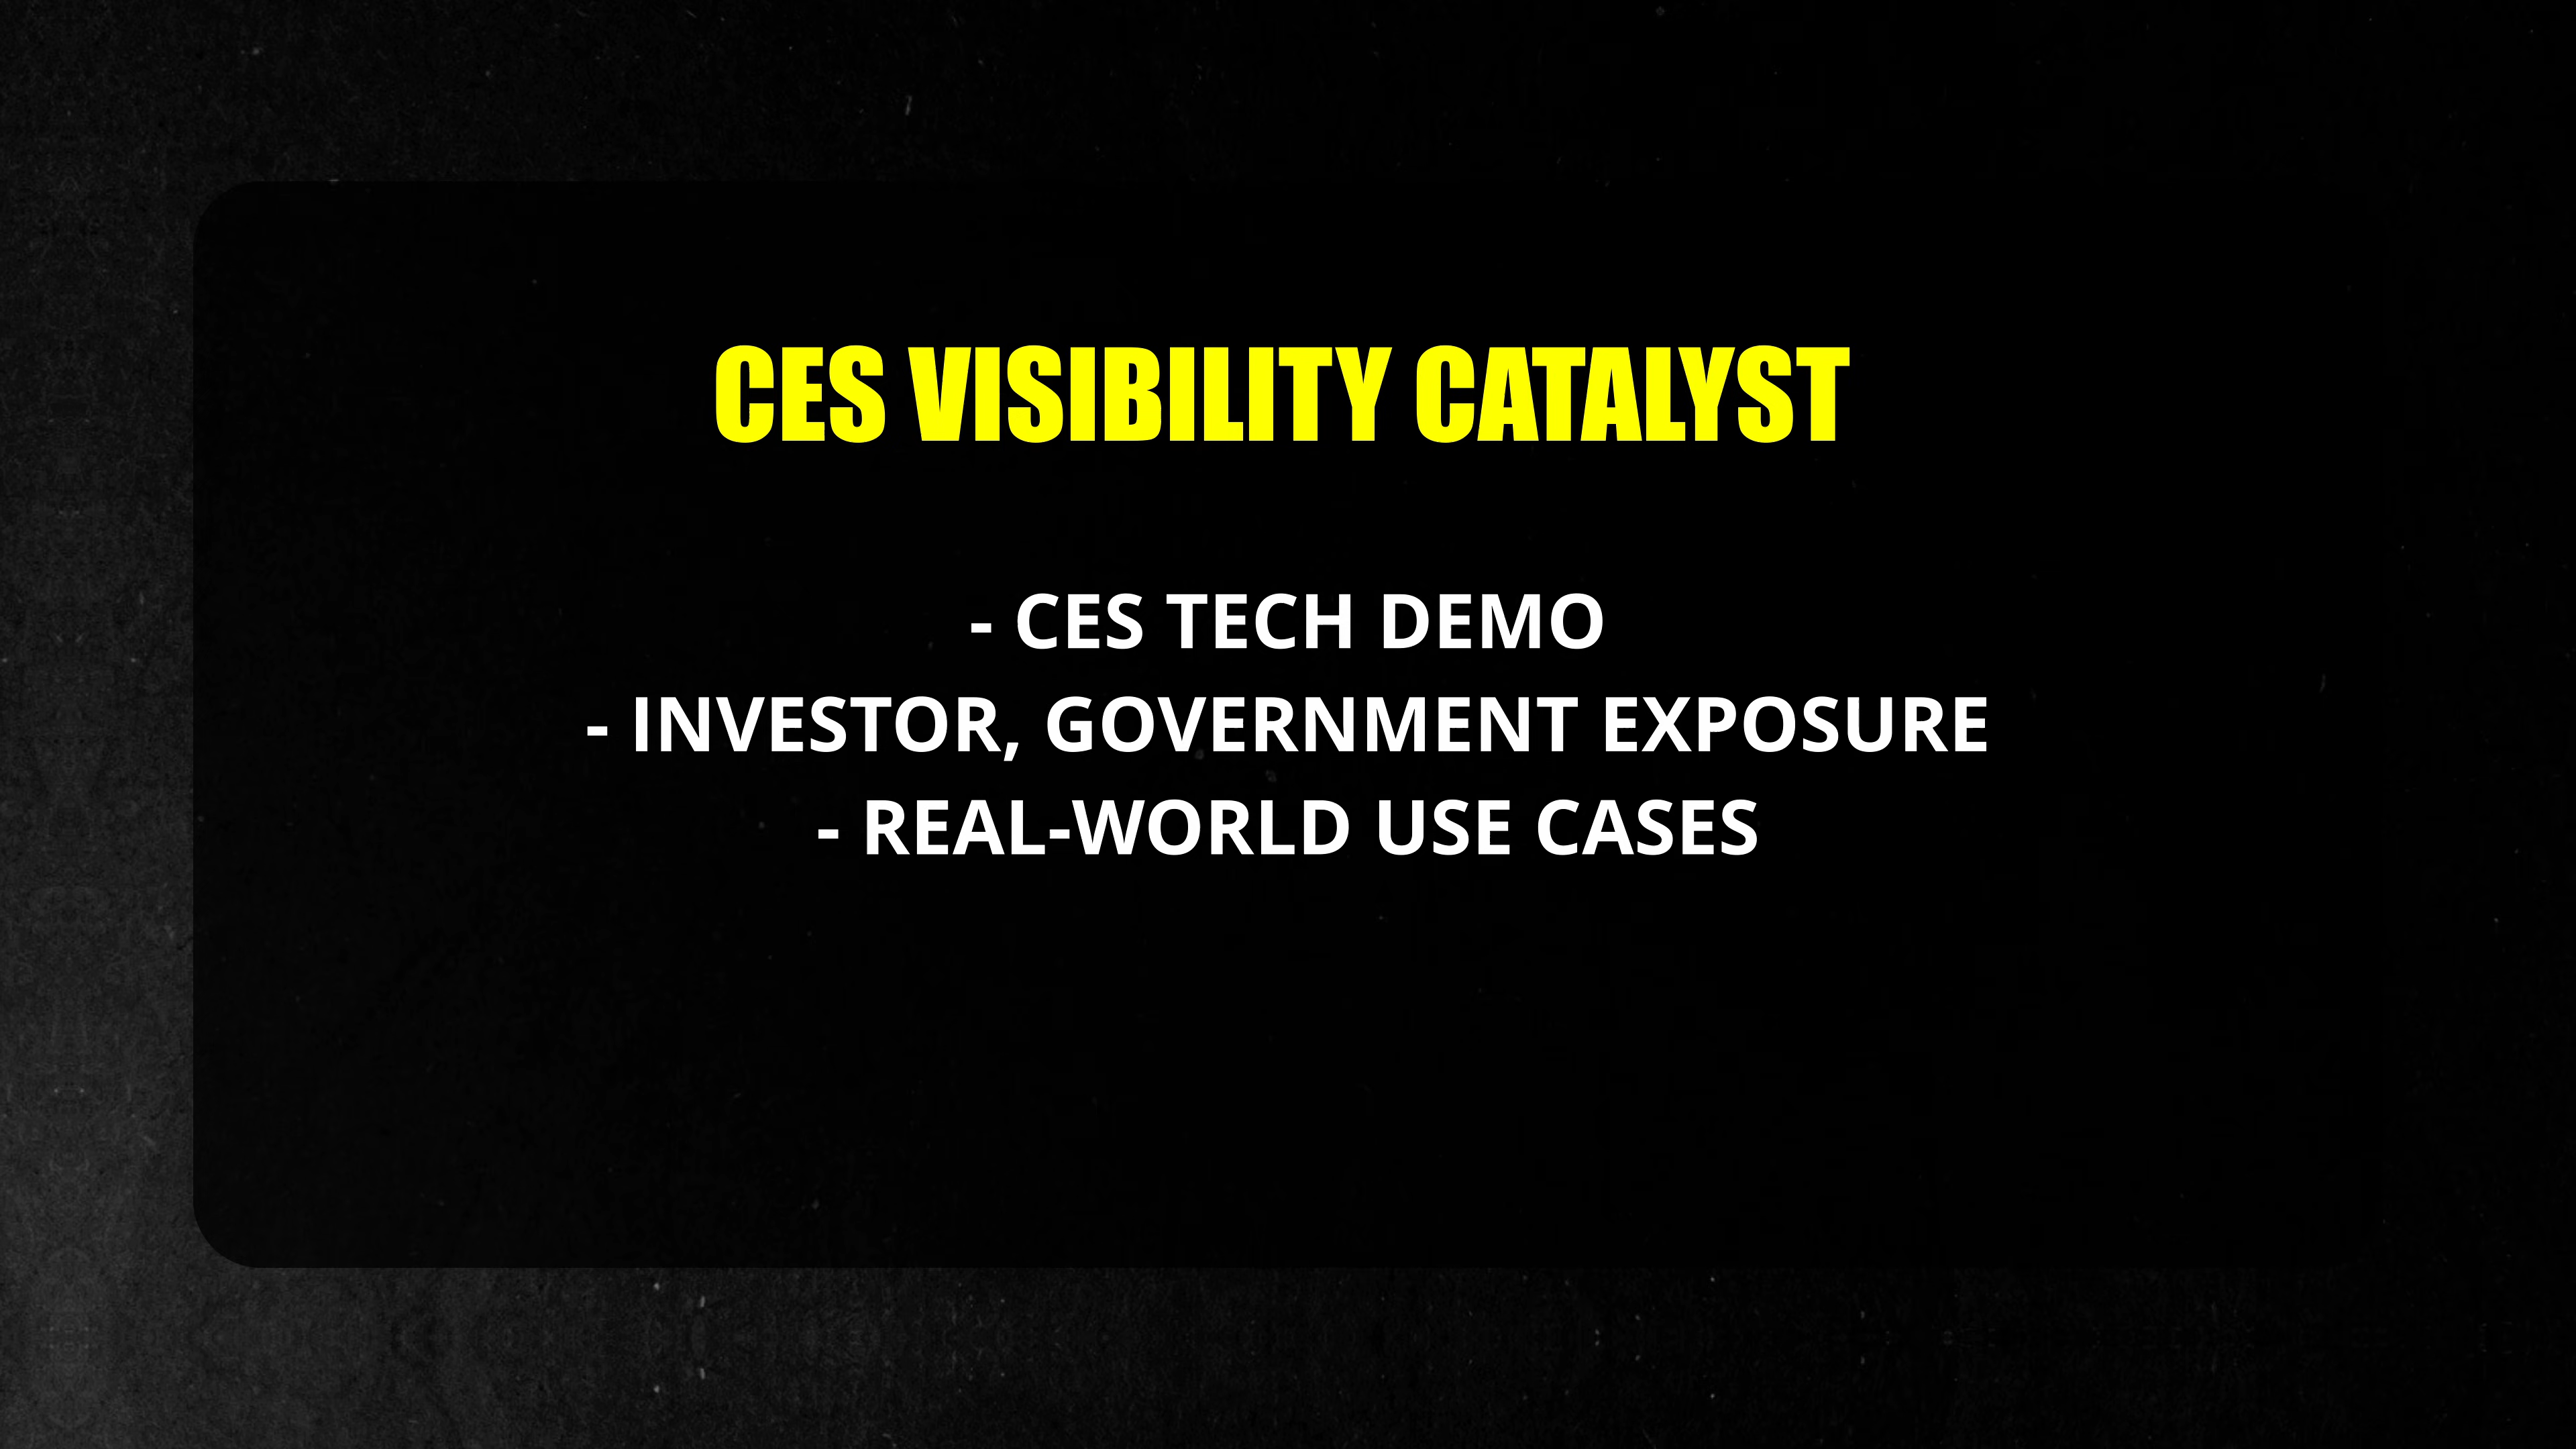 CES VISIBILITY CATALYST
- CES TECH DEMO
- INVESTOR, GOVERNMENT EXPOSURE
- REAL-WORLD USE CASES